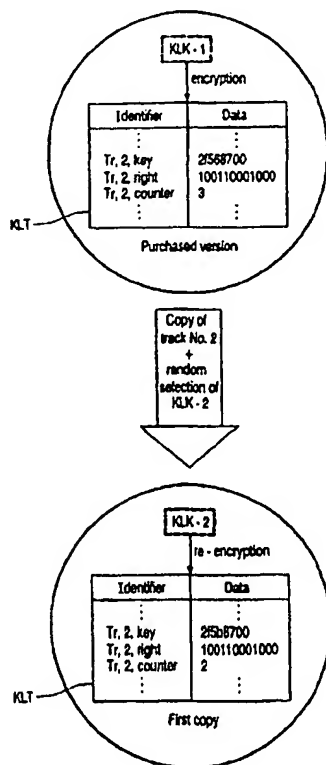 KLK - 1
encryption
Identifier Data
Tr, 2, key 2f568700
Tr, 2, right 100110001000
Tr, 2, counter 3
KLT
Purchased version
Copy of
track No. 2
+
random
selection of
KLK - 2
KLK - 2
re - encryption
Identifier Data
Tr, 2, key 2f5b8700
Tr, 2, right 100110001000
Tr, 2, counter 2
KLT
First copy